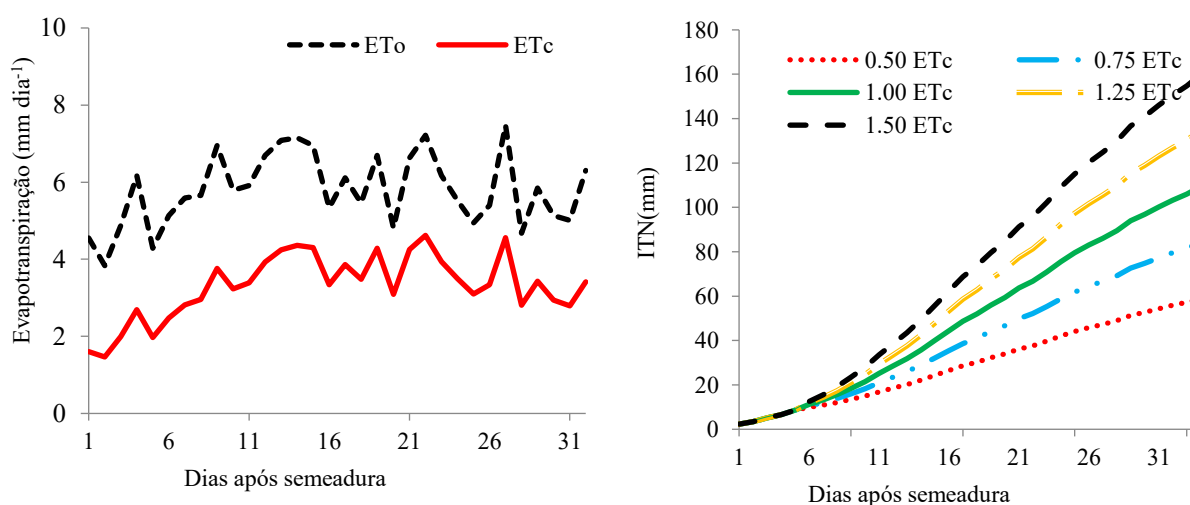 10
8
6
4
2
0
Evapotranspiração (mm dia-1)
ETo ETc
1 6 11 16 21 26 31
Dias após semeadura
180
160
140
120
100
80
60
40
20
0
ITN(mm)
0.50 ETc 0.75 ETc
1.00 ETc 1.25 ETc
1.50 ETc
1 6 11 16 21 26 31
Dias após semeadura